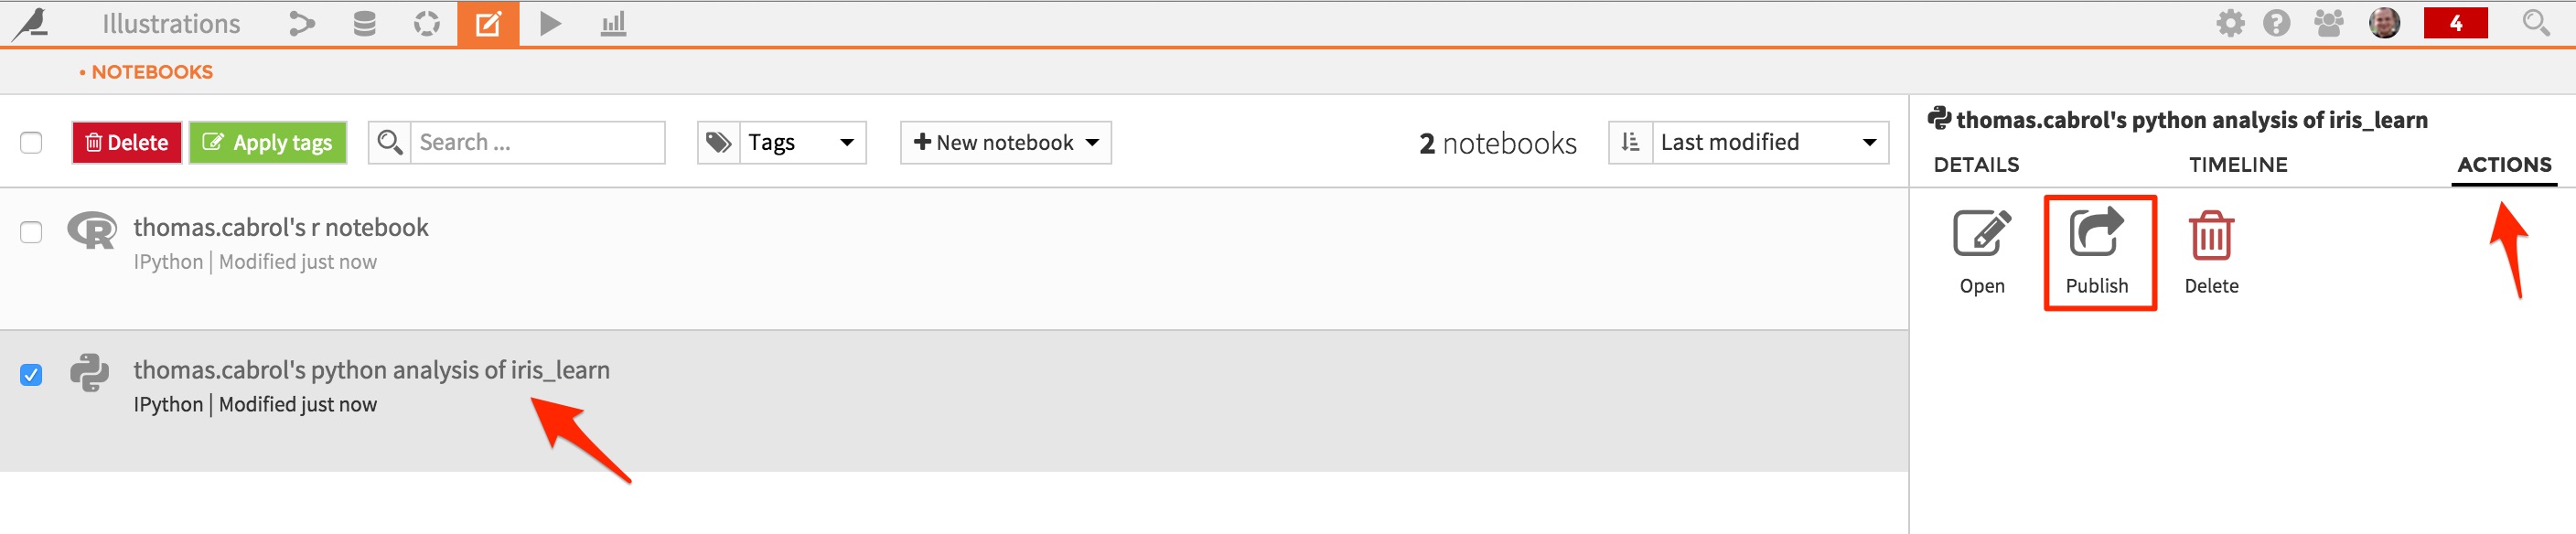 Illustrations
4
• NOTEBOOKS
Delete
Apply tags
Search ...
Tags
New notebook
2 notebooks
Last modified
thomas.cabrol's r notebook
IPython | Modified just now
thomas.cabrol's python analysis of iris_learn
IPython | Modified just now
thomas.cabrol's python analysis of iris_learn
DETAILS TIMELINE ACTIONS
Open Publish Delete